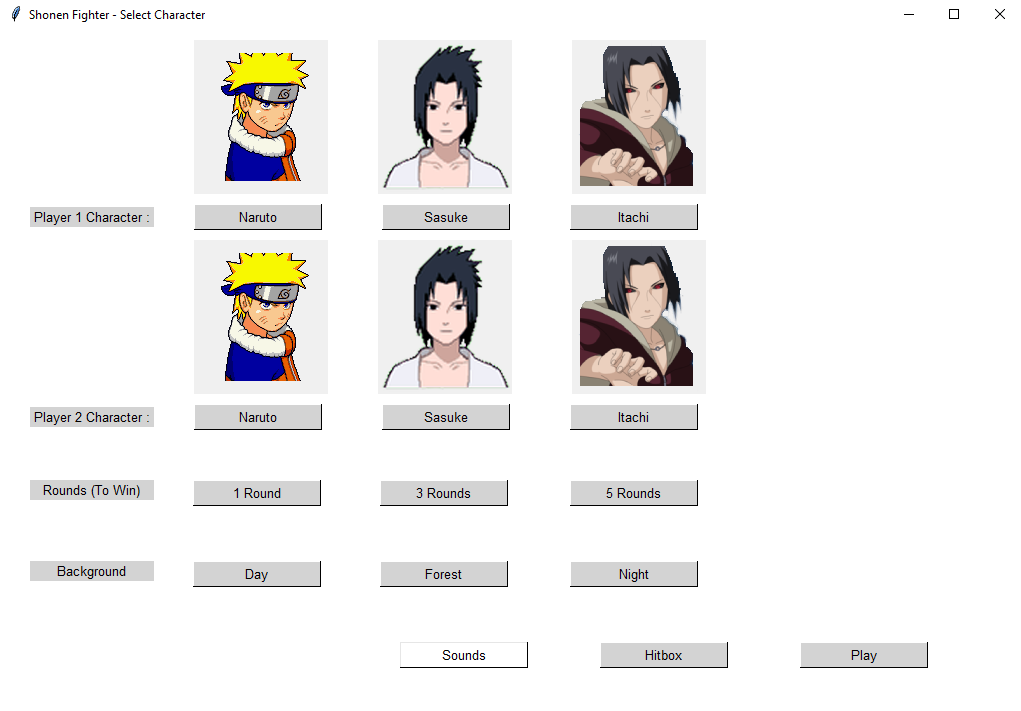 Shonen Fighter - Select Character
Player 1 Character :
Naruto
Sasuke
Itachi
Player 2 Character :
Naruto
Sasuke
Itachi
Rounds (To Win)
1 Round
3 Rounds
5 Rounds
Background
Day
Forest
Night
Sounds
Hitbox
Play